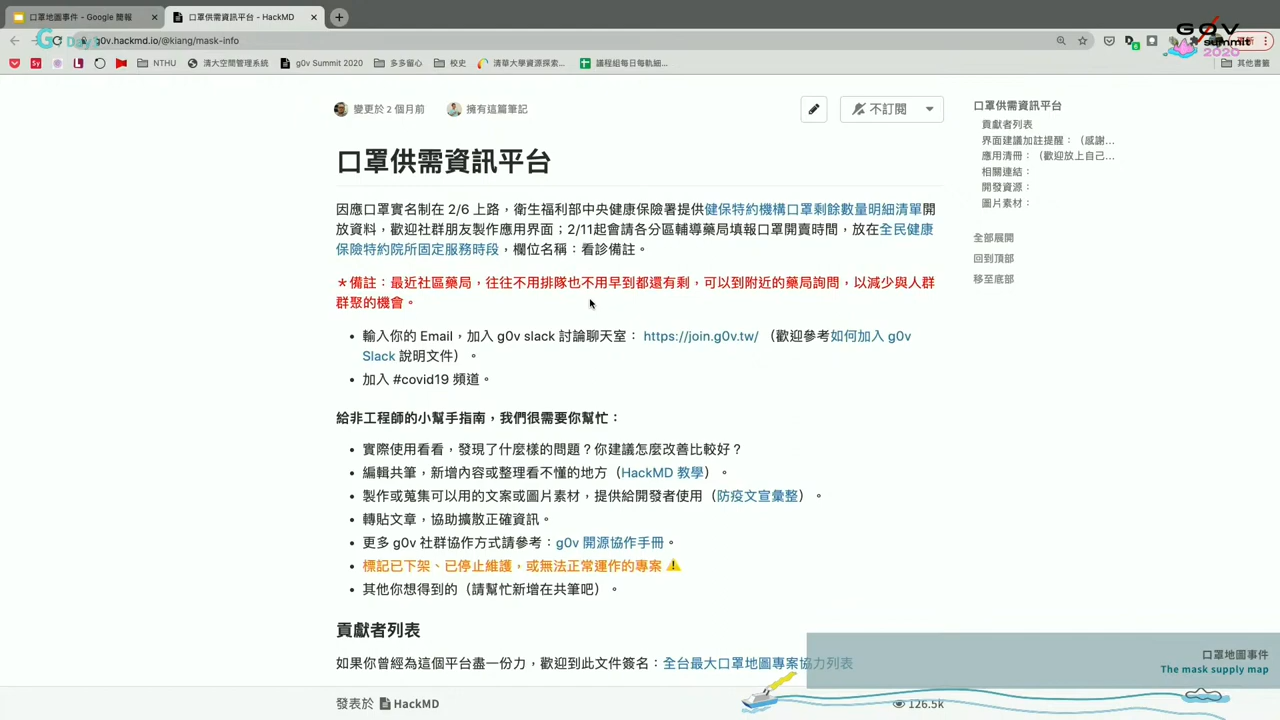 口罩地圖事件 - Google 簡報
口罩供需資訊平台 - HackMD
g0v.hackmd.io/@kiang/mask-info
NTHU
清大空間管理系統
g0v Summit 2020
多多留心
校史
清華大學資源探索...
議程組每日每軌細...
其他書籤
G0V
summit
2020
變更於 2 個月前
擁有這篇筆記
不訂閱
口罩供需資訊平台
因應口罩實名制在 2/6 上路，衛生福利部中央健康保險署提供健保特約機構口罩剩餘數量明細清單開
放資料，歡迎社群朋友製作應用界面；2/11起會請各分區輔導藥局填報口罩開賣時間，放在全民健康
保險特約院所固定服務時段，欄位名稱：看診備註。
＊備註：最近社區藥局，往往不用排隊也不用早到都還有剩，可以到附近的藥局詢問，以減少與人群
群聚的機會。
• 輸入你的 Email，加入 g0v slack 討論聊天室： https://join.g0v.tw/ （歡迎參考如何加入 g0v
Slack 說明文件）。
• 加入 #covid19 頻道。
給非工程師的小幫手指南，我們很需要你幫忙：
• 實際使用看看，發現了什麼樣的問題？你建議怎麼改善比較好？
• 編輯共筆，新增內容或整理看不懂的地方（HackMD 教學）。
• 製作或蒐集可以用的文案或圖片素材，提供給開發者使用（防疫文宣彙整）。
• 轉貼文章，協助擴散正確資訊。
• 更多 g0v 社群協作方式請參考：g0v 開源協作手冊。
• 標記已下架、已停止維護，或無法正常運作的專案 ⚠️
• 其他你想得到的（請幫忙新增在共筆吧）。
貢獻者列表
如果你曾經為這個平台盡一份力，歡迎到此文件簽名：全台最大口罩地圖專案協力列表
發表於 HackMD
126.5k
口罩供需資訊平台
貢獻者列表
界面建議加註提醒：（感謝...
應用清冊：（歡迎放上自己...
相關連結：
開發資源：
圖片素材：
全部展開
回到頂部
移至底部
口罩地圖事件
The mask supply map